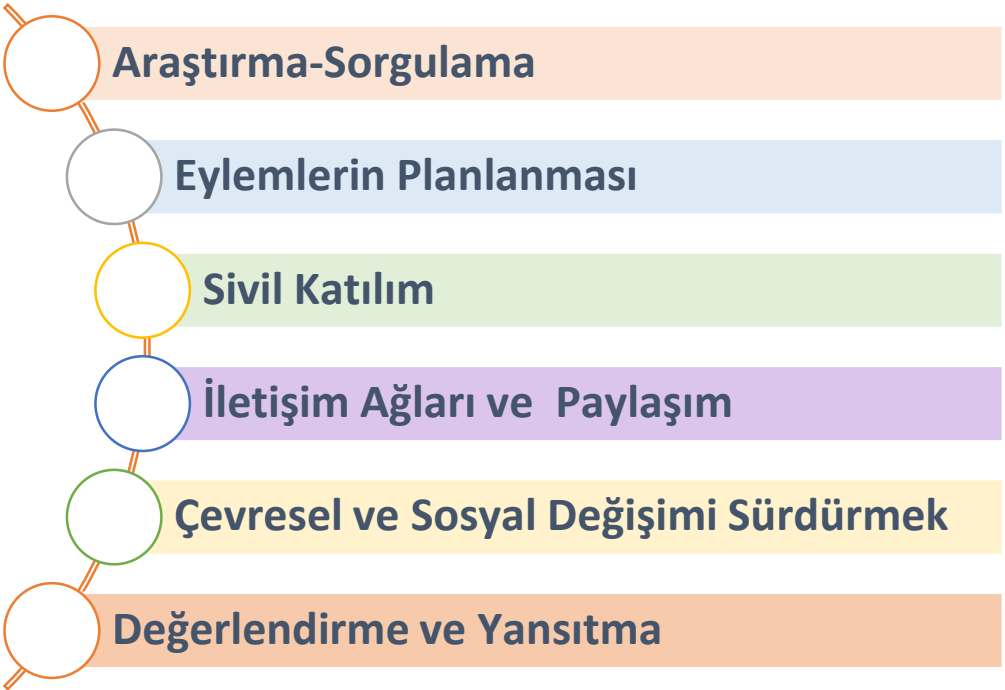 Araştırma-Sorgulama
Eylemlerin Planlanması
Sivil Katılım
İletişim Ağları ve  Paylaşım
Çevresel ve Sosyal Değişimi Sürdürmek
Değerlendirme ve Yansıtma